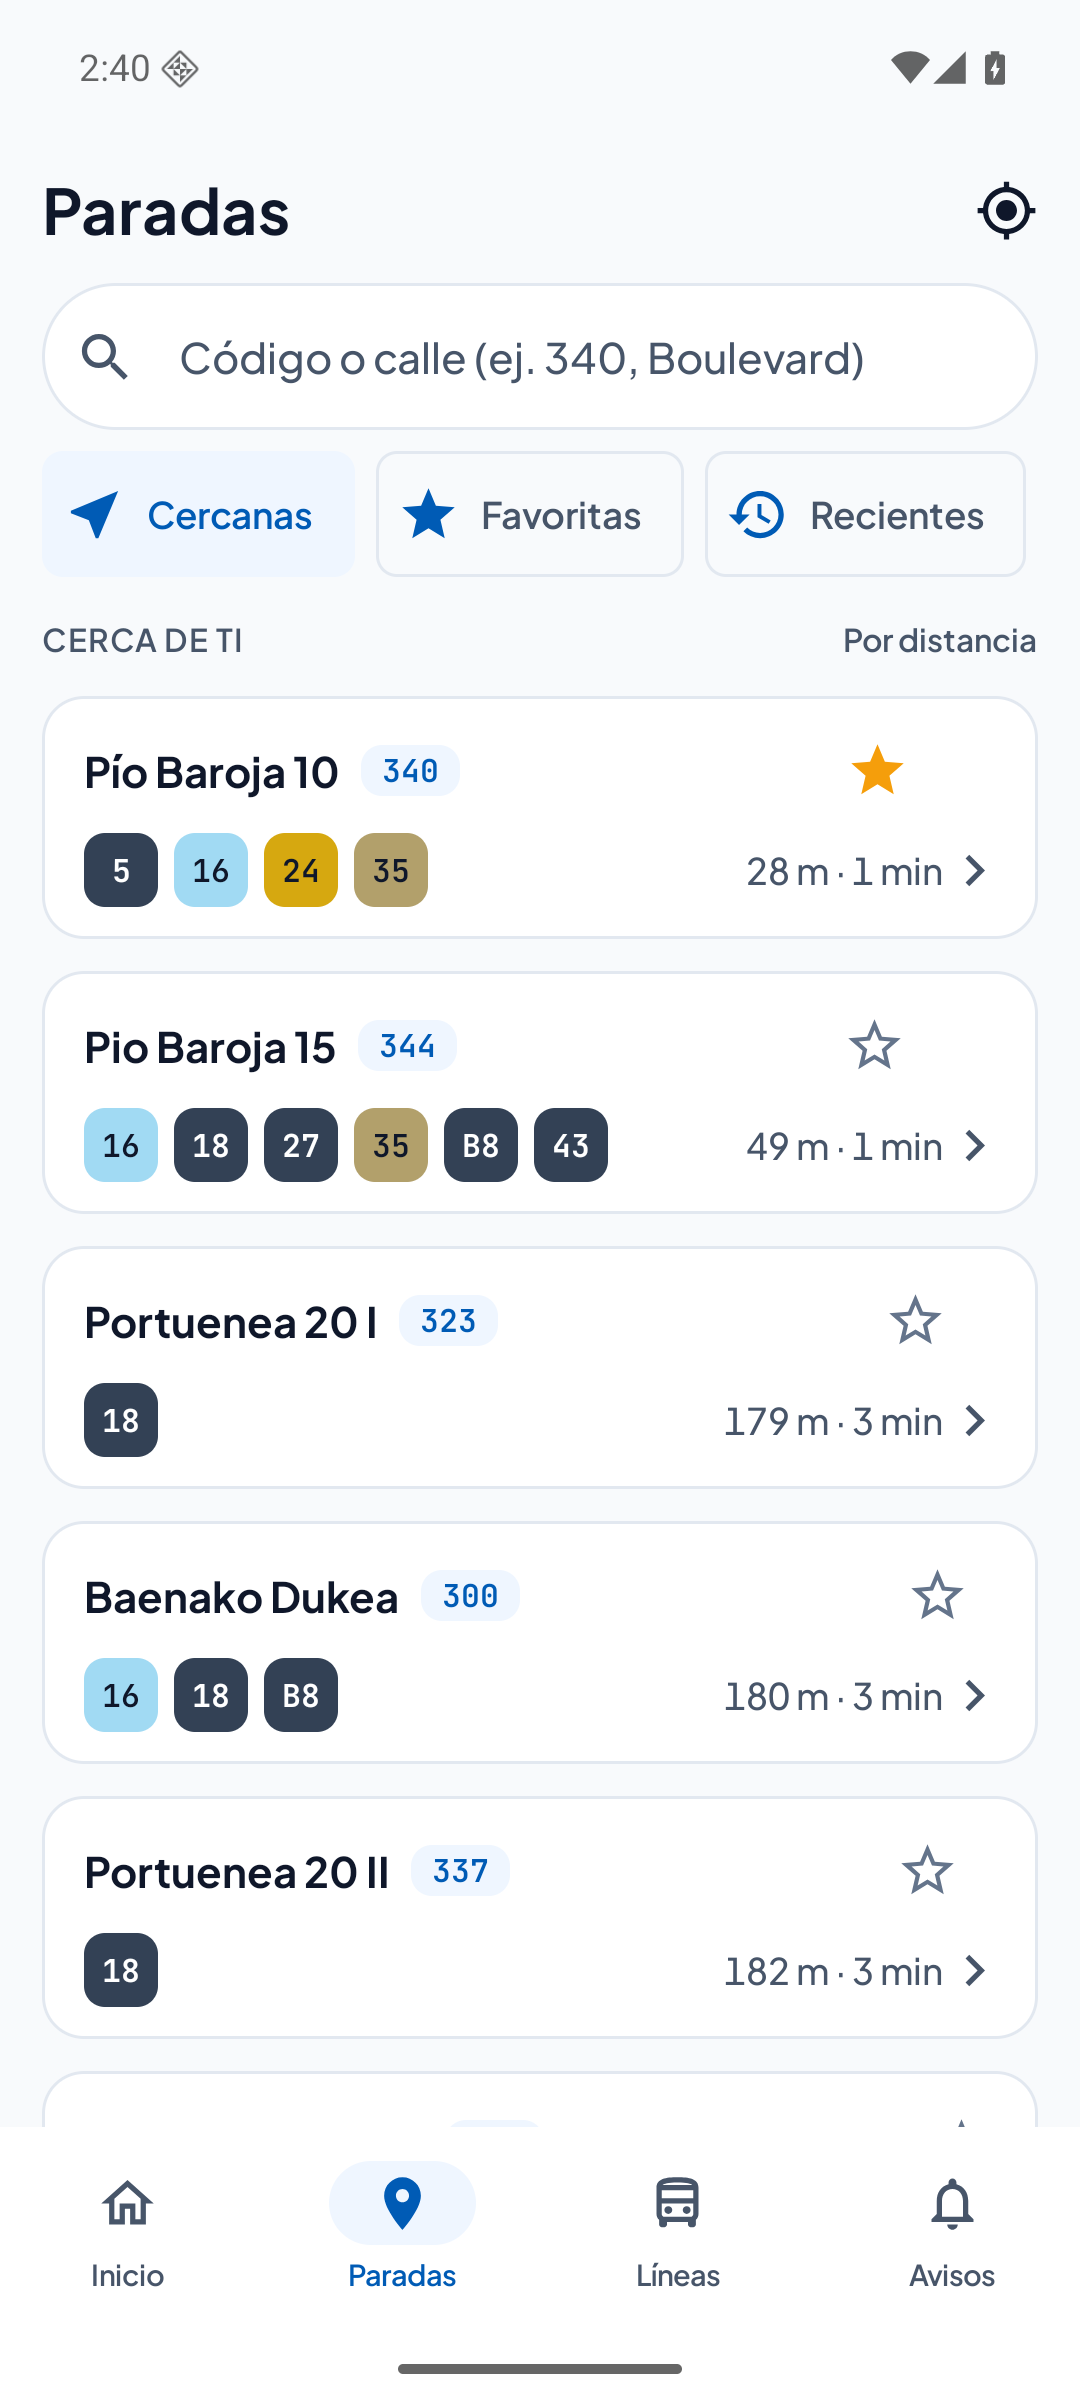 2:40
Paradas
Código o calle (ej. 340, Boulevard)
Cercanas Favoritas Recientes
CERCA DE TI Por distancia
Pío Baroja 10 340
5 16 24 35 28 m · 1 min
Pio Baroja 15 344
16 18 27 35 B8 43 49 m · 1 min
Portuenea 20 I 323
18 179 m · 3 min
Baenako Dukea 300
16 18 B8 180 m · 3 min
Portuenea 20 II 337
18 182 m · 3 min
Inicio Paradas Líneas Avisos